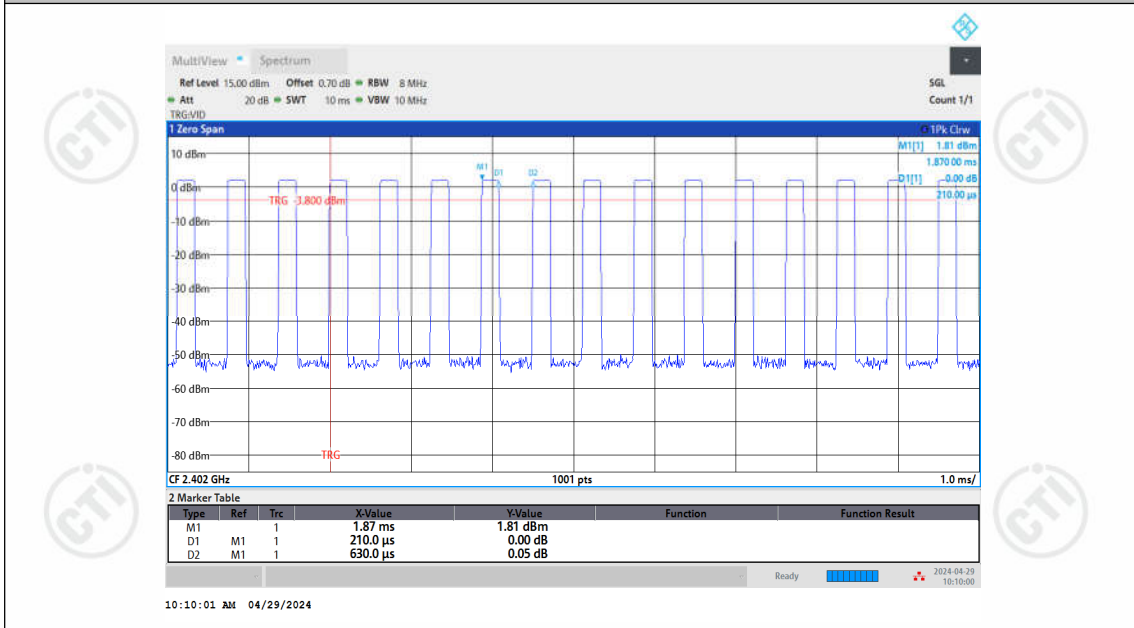 MultiView Spectrum
Ref Level 15.00 dBm Offset 0.70 dB RBW 8 MHz SGL
Att 20 dB SWT 10 ms VBW 10 MHz Count 1/1
TRG:VID
1 Zero Span 1Pk Clrw
M1[1] 1.81 dBm
10 dBm
1.870 00 ms
M1 D1 D2
D1[1] -0.00 dB
0 dBm
210.00 µs
TRG -3.800 dBm
-10 dBm
-20 dBm
-30 dBm
-40 dBm
-50 dBm
-60 dBm
-70 dBm
-80 dBm
TRG
CF 2.402 GHz 1001 pts 1.0 ms/
2 Marker Table
Type Ref Trc X-Value Y-Value Function Function Result
M1 1 1.87 ms 1.81 dBm
D1 M1 1 210.0 µs 0.00 dB
D2 M1 1 630.0 µs 0.05 dB
Ready 2024-04-29
10:10:00
10:10:01 AM 04/29/2024
CTI
CTI
CTI
CTI